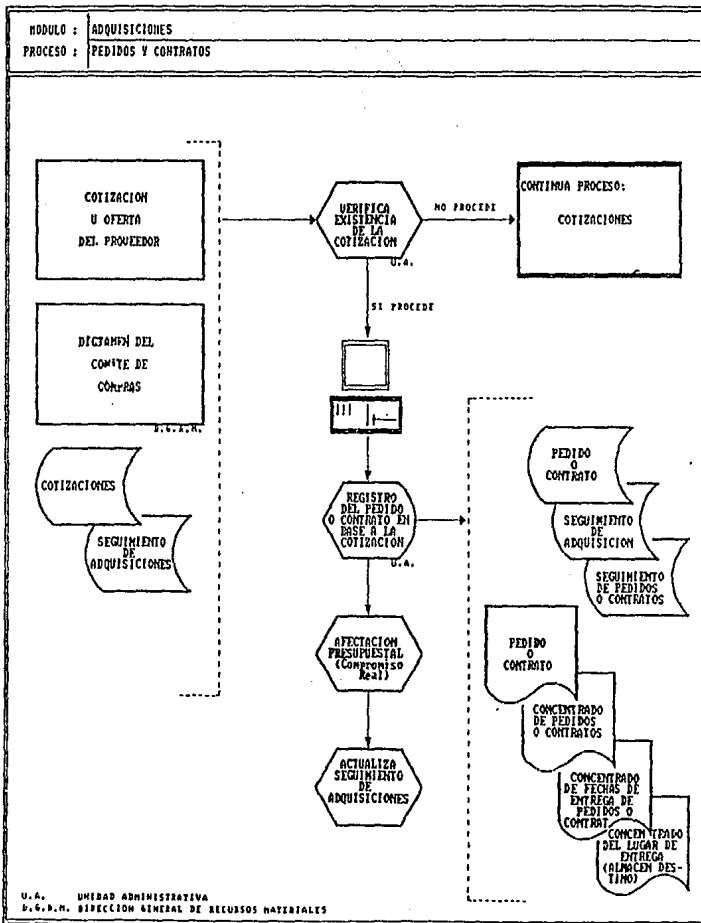 MODULO : ADQUISICIONES
PROCESO : PEDIDOS Y CONTRATOS
COTIZACION
U OFERTA
DEL PROVEEDOR
DICTAMEN DEL
COMITE DE
COMPRAS
D.G.R.M.
COTIZACIONES
SEGUIMIENTO
DE
ADQUISICIONES
VERIFICA
EXISTENCIA
DE LA
COTIZACION
U.A.
NO PROCEDE
CONTINUA PROCESO:
COTIZACIONES
SI PROCEDE
REGISTRO
DEL PEDIDO
O CONTRATO EN
BASE A LA
COTIZACION
U.A.
AFECTACION
PRESUPUESTAL
(Compromiso
Real)
ACTUALIZA
SEGUIMIENTO
DE
ADQUISICIONES
PEDIDO
O
CONTRATO
SEGUIMIENTO
DE
ADQUISICION
SEGUIMIENTO
DE PEDIDOS
O CONTRATOS
PEDIDO
O
CONTRATO
CONCENTRADO
DE PEDIDOS
O CONTRATOS
CONCENTRADO
DE FECHAS DE
ENTREGA DE
PEDIDOS O
CONTRAT
CONCENTRADO
DEL LUGAR DE
ENTREGA
(ALMACEN DES-
TINO)
U.A. UNIDAD ADMINISTRATIVA
D.G.R.M. DIRECCION GENERAL DE RECURSOS MATERIALES